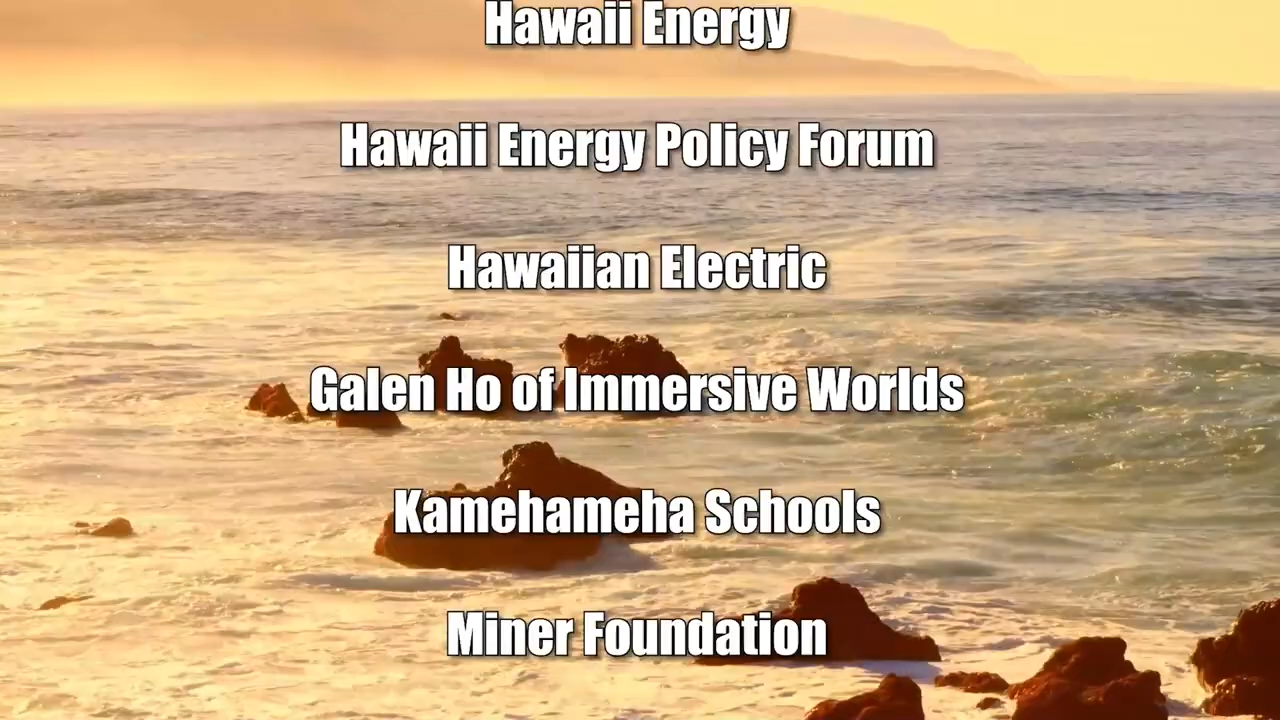 Hawaii Energy
Hawaii Energy Policy Forum
Hawaiian Electric
Galen Ho of Immersive Worlds
Kamehameha Schools
Miner Foundation